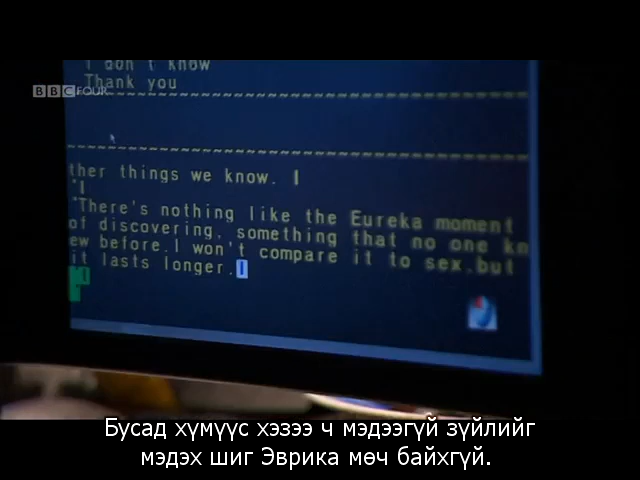 I don't know
Thank you
BBC FOUR
ther things we know. I
"I
"There's nothing like the Eureka moment
of discovering, something that no one kn
ew before.I won't compare it to sex.but
it lasts longer.
Бусад хүмүүс хэзээ ч мэдээгүй зүйлийг
мэдэх шиг Эврика мөч байхгүй.